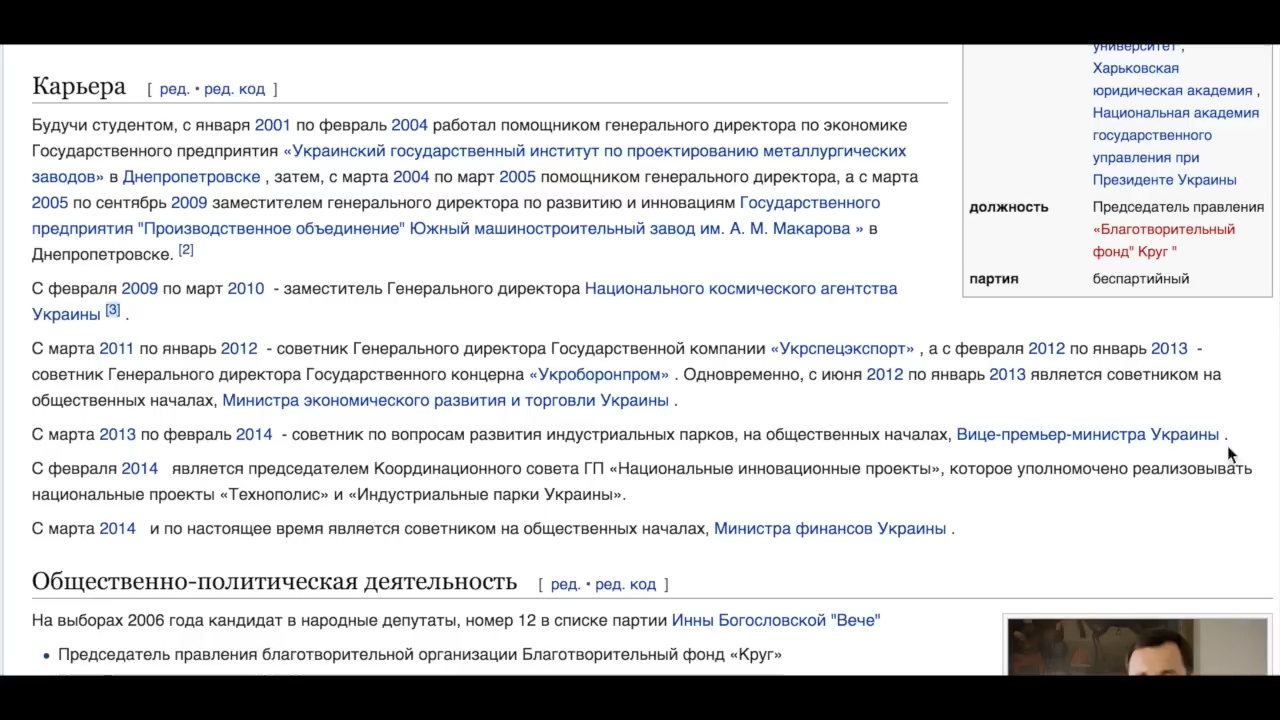 Карьера [ ред. • ред. код ]
Будучи студентом, с января 2001 по февраль 2004 работал помощником генерального директора по экономике
Государственного предприятия «Украинский государственный институт по проектированию металлургических
заводов» в Днепропетровске , затем, с марта 2004 по март 2005 помощником генерального директора, а с марта
2005 по сентябрь 2009 заместителем генерального директора по развитию и инновациям Государственного
предприятия "Производственное объединение" Южный машиностроительный завод им. А. М. Макарова » в
Днепропетровске. [2]
С февраля 2009 по март 2010 - заместитель Генерального директора Национального космического агентства
Украины [3] .
С марта 2011 по январь 2012 - советник Генерального директора Государственной компании «Укрспецэкспорт» , а с февраля 2012 по январь 2013 -
советник Генерального директора Государственного концерна «Укроборонпром» . Одновременно, с июня 2012 по январь 2013 является советником на
общественных началах, Министра экономического развития и торговли Украины .
С марта 2013 по февраль 2014 - советник по вопросам развития индустриальных парков, на общественных началах, Вице-премьер-министра Украины .
С февраля 2014 является председателем Координационного совета ГП «Национальные инновационные проекты», которое уполномочено реализовывать
национальные проекты «Технополис» и «Индустриальные парки Украины».
С марта 2014 и по настоящее время является советником на общественных началах, Министра финансов Украины .
Общественно-политическая деятельность [ ред. • ред. код ]
На выборах 2006 года кандидат в народные депутаты, номер 12 в списке партии Инны Богословской "Вече"
• Председатель правления благотворительной организации Благотворительный фонд «Круг»
университет ,
Харьковская
юридическая академия ,
Национальная академия
государственного
управления при
Президенте Украины
должность Председатель правления
«Благотворительный
фонд" Круг "
партия беспартийный